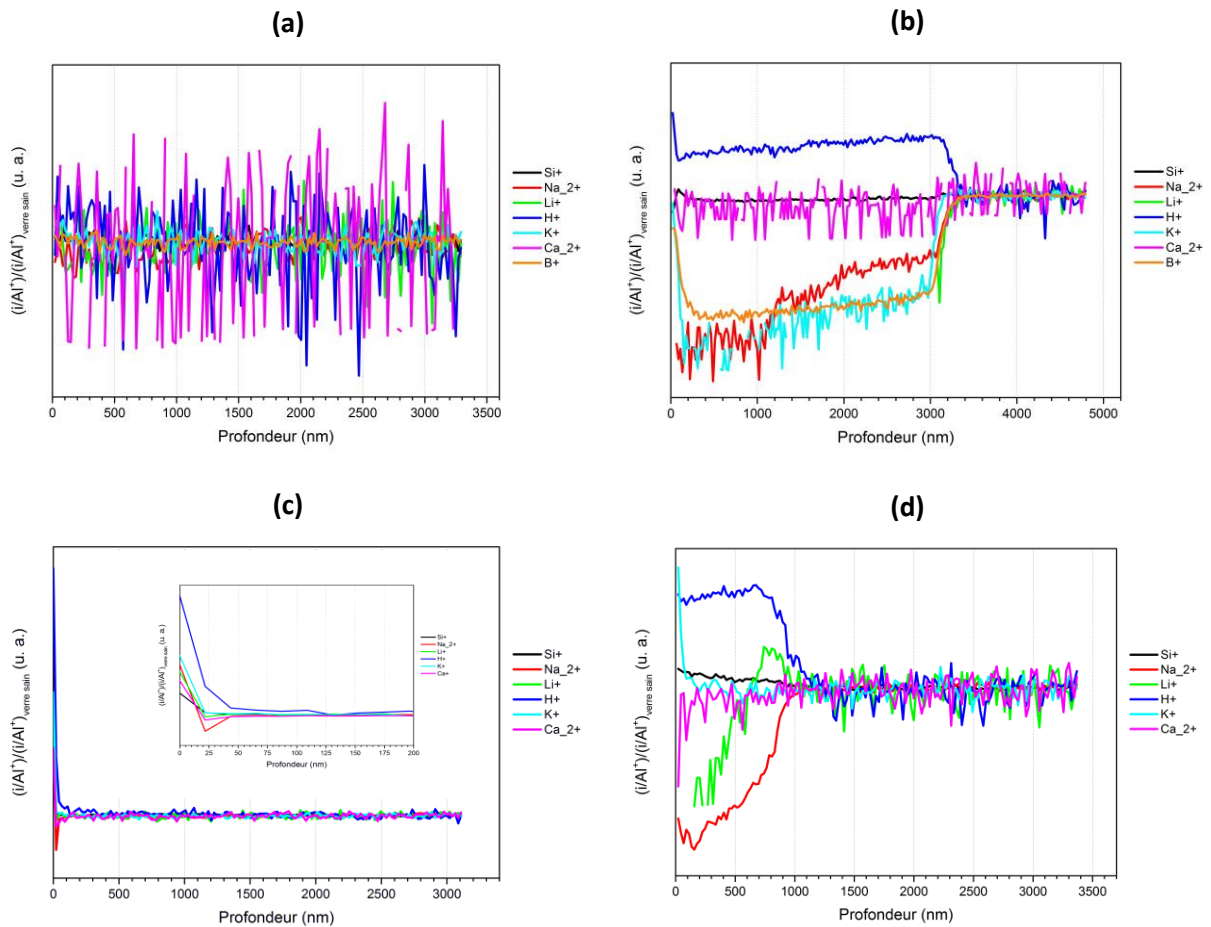 (a)
(i/Al⁺)/(i/Al⁺)verre sain (u. a.)
Si+
Na_2+
Li+
H+
K+
Ca_2+
B+
0 500 1000 1500 2000 2500 3000 3500
Profondeur (nm)
(b)
(i/Al⁺)/(i/Al⁺)verre sain (u. a.)
Si+
Na_2+
Li+
H+
K+
Ca_2+
B+
0 1000 2000 3000 4000 5000
Profondeur (nm)
(c)
(i/Al⁺)/(i/Al⁺)verre sain (u. a.)
(i/Al⁺)/(i/Al⁺)verre sain (u. a.)
Si+
Na_2+
Li+
H+
K+
Ca+
0 25 50 75 100 125 150 175 200
Profondeur (nm)
Si+
Na_2+
Li+
H+
K+
Ca_2+
0 500 1000 1500 2000 2500 3000
Profondeur (nm)
(d)
(i/Al⁺)/(i/Al⁺)verre sain (u. a.)
Si+
Na_2+
Li+
H+
K+
Ca_2+
0 500 1000 1500 2000 2500 3000 3500
Profondeur (nm)